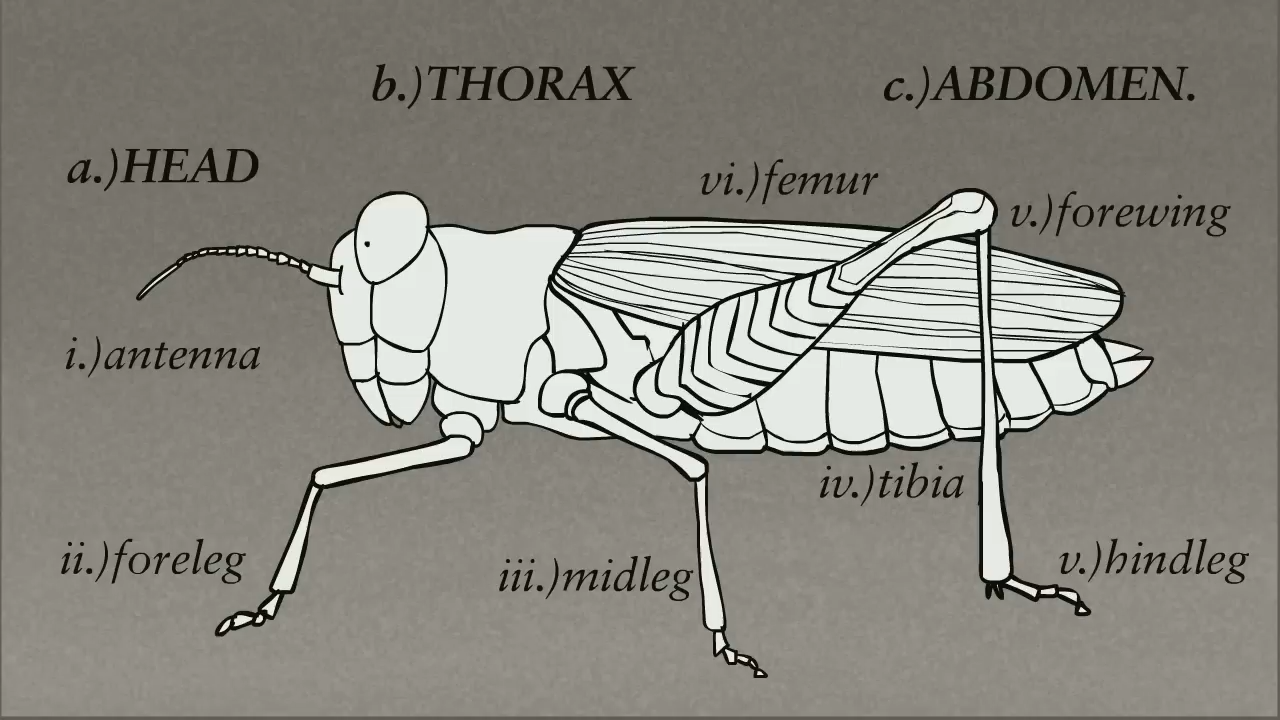 b.)THORAX
c.)ABDOMEN.
a.)HEAD
vi.)femur
v.)forewing
i.)antenna
iv.)tibia
ii.)foreleg
iii.)midleg
v.)hindleg